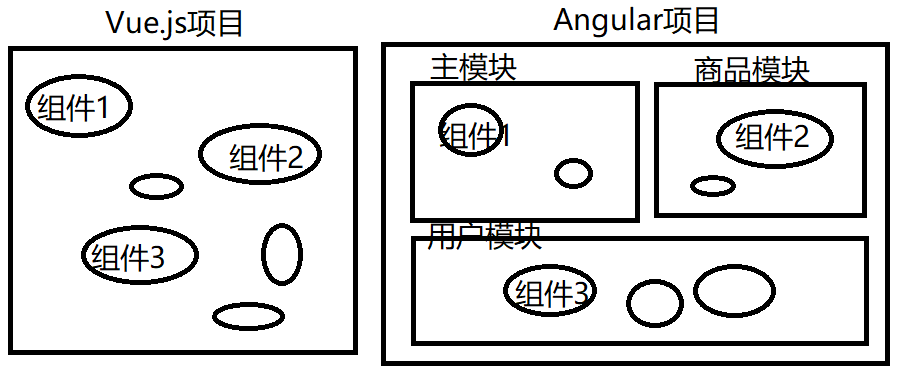 Vue.js项目
组件1
组件2
组件3
Angular项目
主模块
组件1
商品模块
组件2
用户模块
组件3